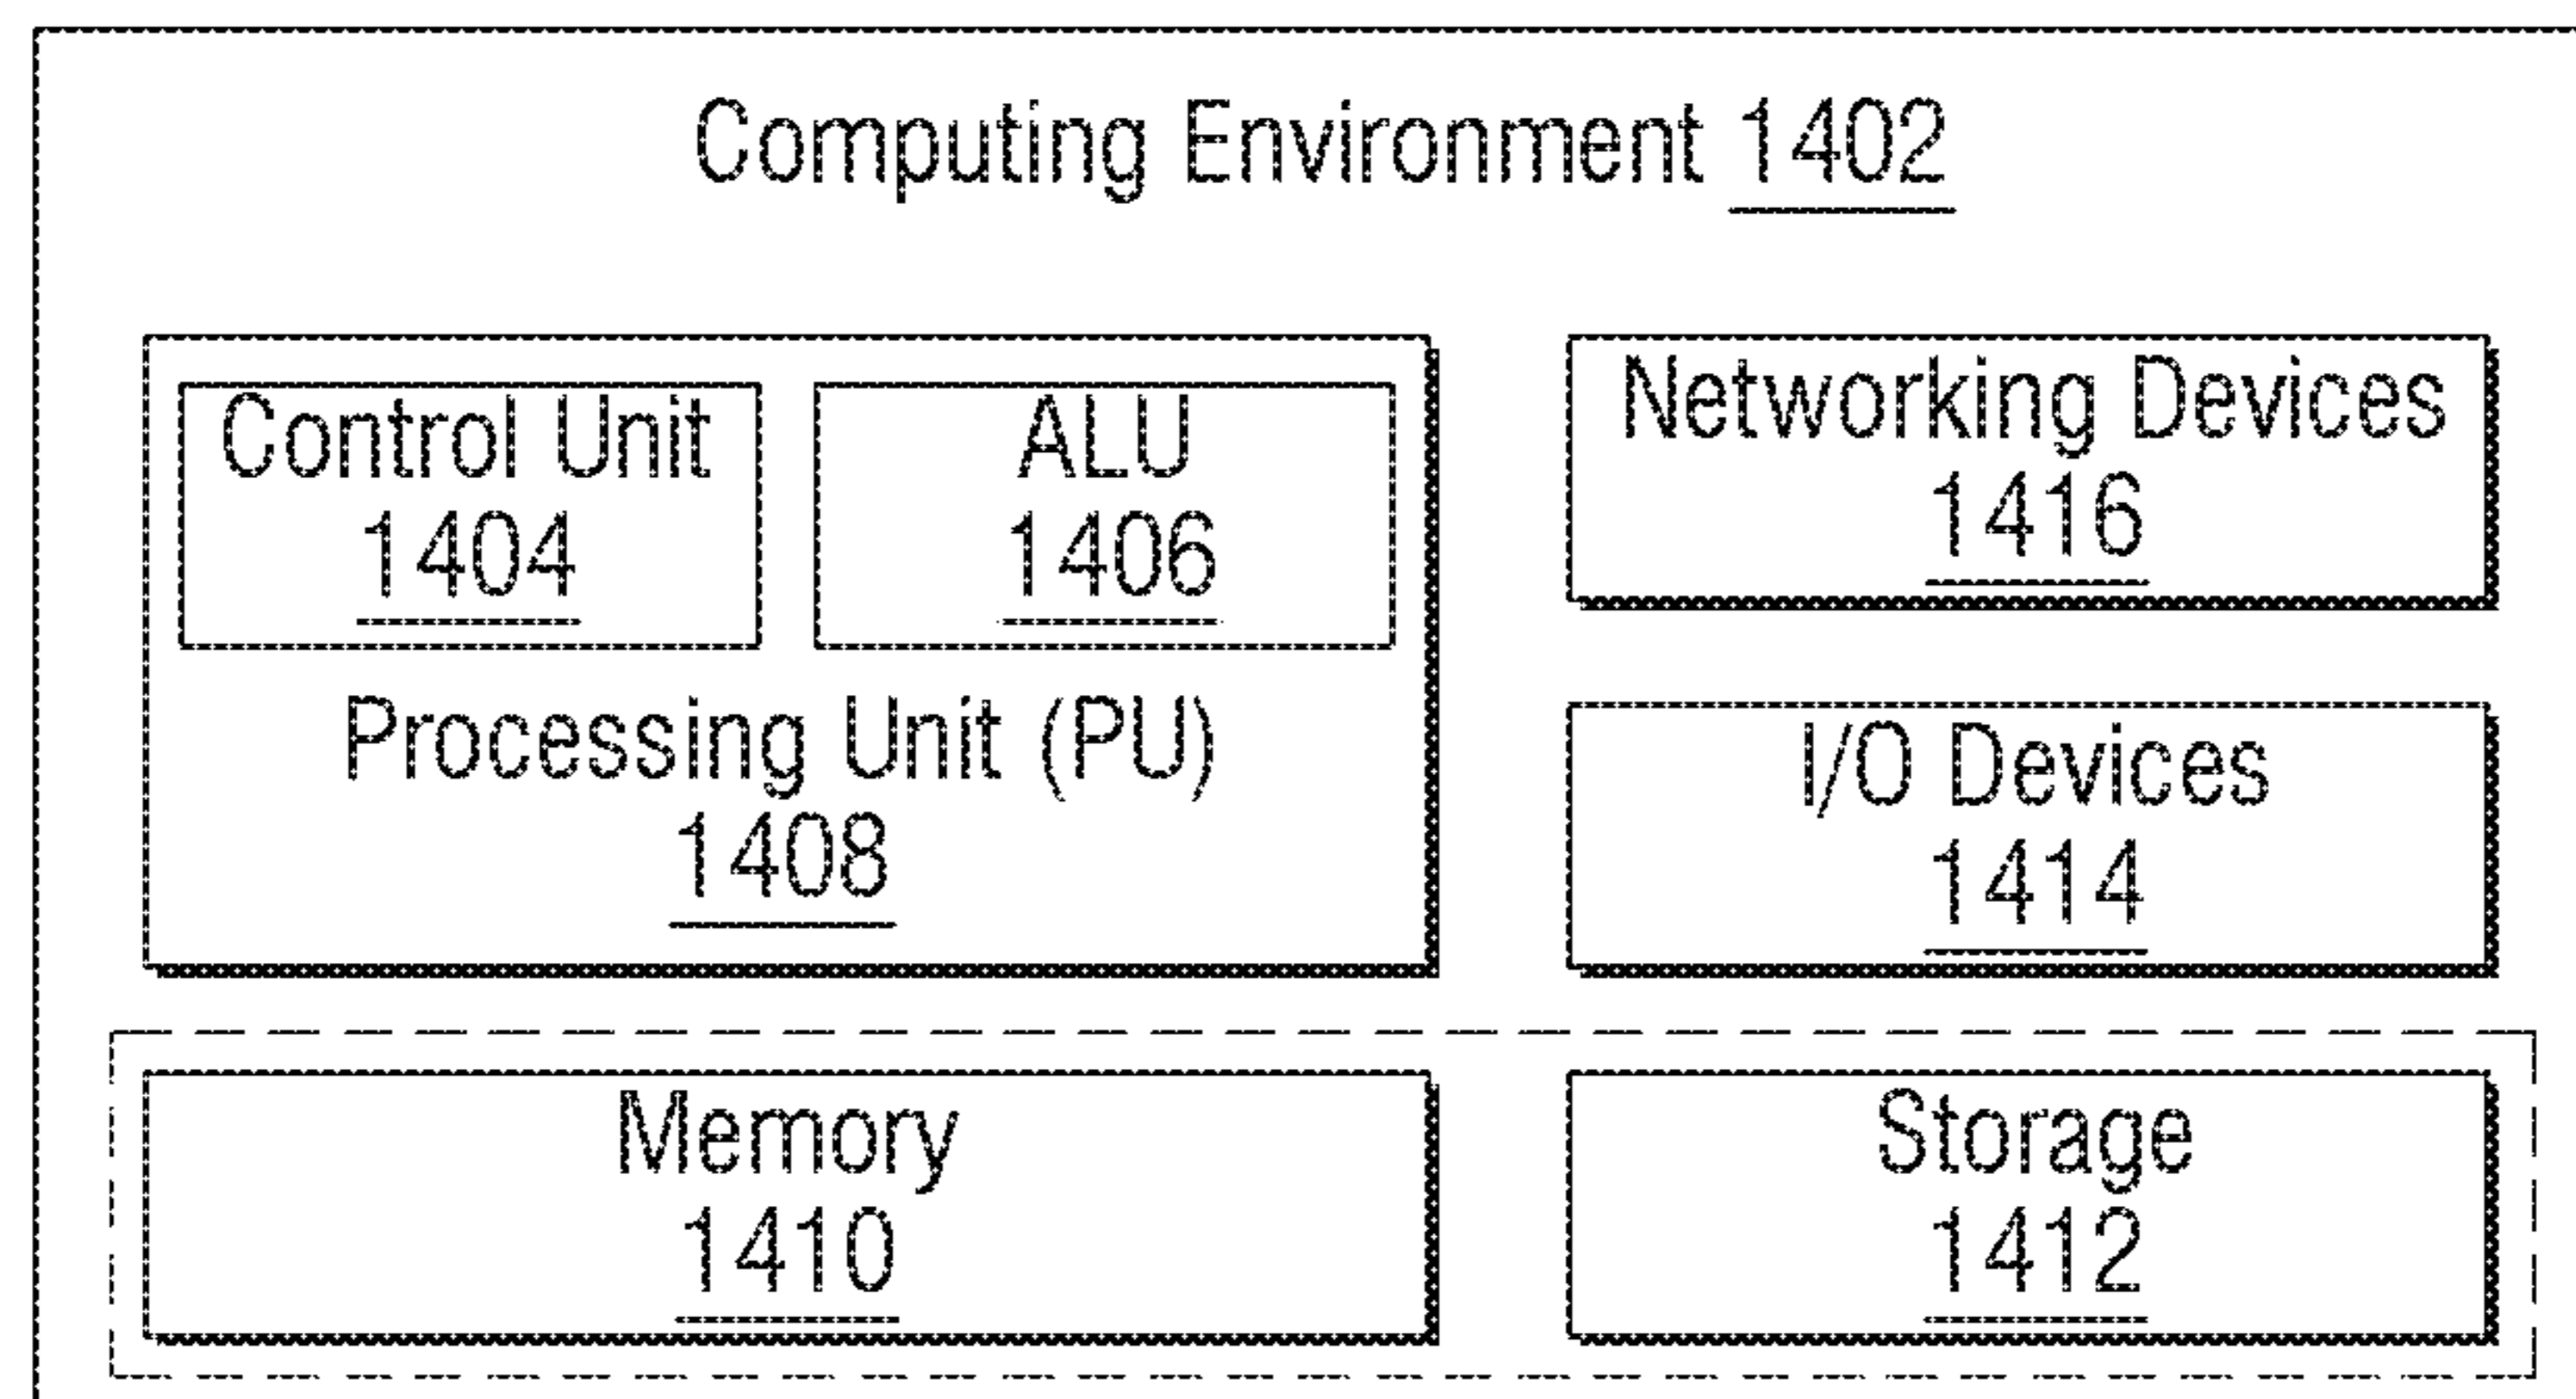 Computing Environment 1402
Control Unit
1404
ALU
1406
Processing Unit (PU)
1408
Networking Devices
1416
I/O Devices
1414
Memory
1410
Storage
1412